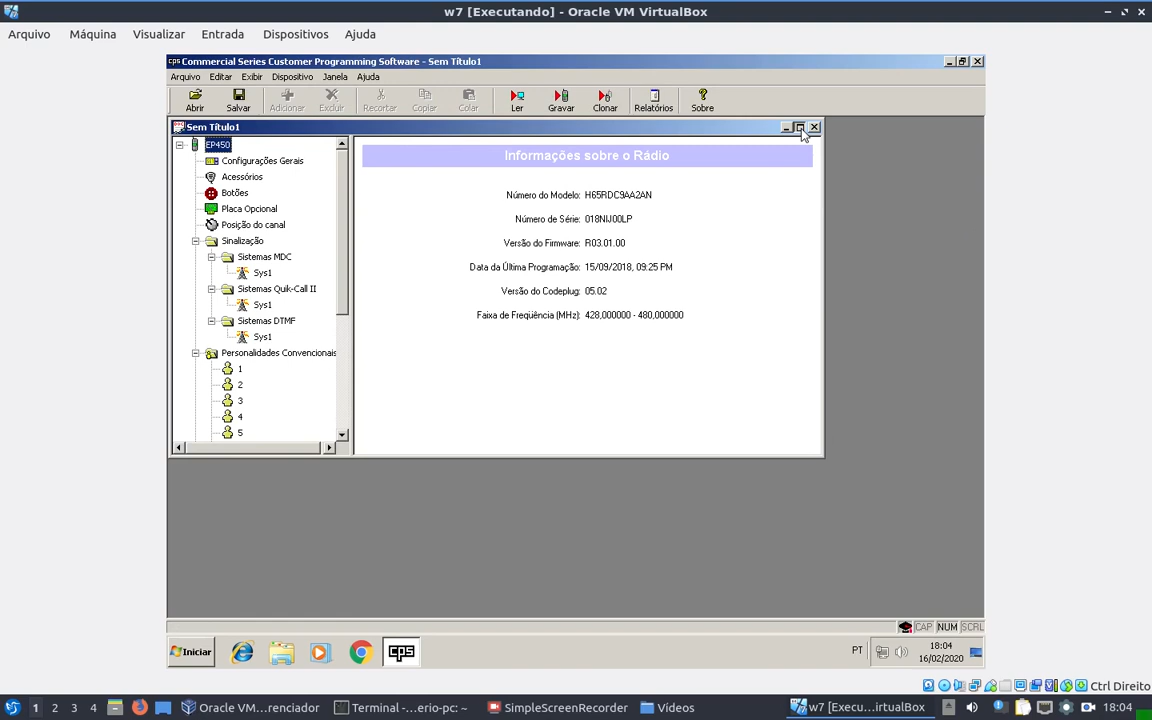 w7 [Executando] - Oracle VM VirtualBox
Arquivo Máquina Visualizar Entrada Dispositivos Ajuda
cps Commercial Series Customer Programming Software - Sem Título1
Arquivo Editar Exibir Dispositivo Janela Ajuda
Abrir Salvar Adicionar Excluir Recortar Copiar Colar Ler Gravar Clonar Relatórios Sobre
Sem Título1
EP450
Configurações Gerais
Acessórios
Botões
Placa Opcional
Posição do canal
Sinalização
Sistemas MDC
Sys1
Sistemas Quik-Call II
Sys1
Sistemas DTMF
Sys1
Personalidades Convencionais
1
2
3
4
5
Informações sobre o Rádio
Número do Modelo: H65RDC9AA2AN
Número de Série: 018NIJ00LP
Versão do Firmware: R03.01.00
Data da Última Programação: 15/09/2018, 09:25 PM
Versão do Codeplug: 05.02
Faixa de Freqüência (MHz): 428,000000 - 480,000000
CAP NUM SCRL
Iniciar cps PT 18:04
16/02/2020
Ctrl Direito
1 2 3 4 Oracle VM...renciador Terminal -...erio-pc: ~ SimpleScreenRecorder Vídeos w7 [Execu...irtualBox 18:04